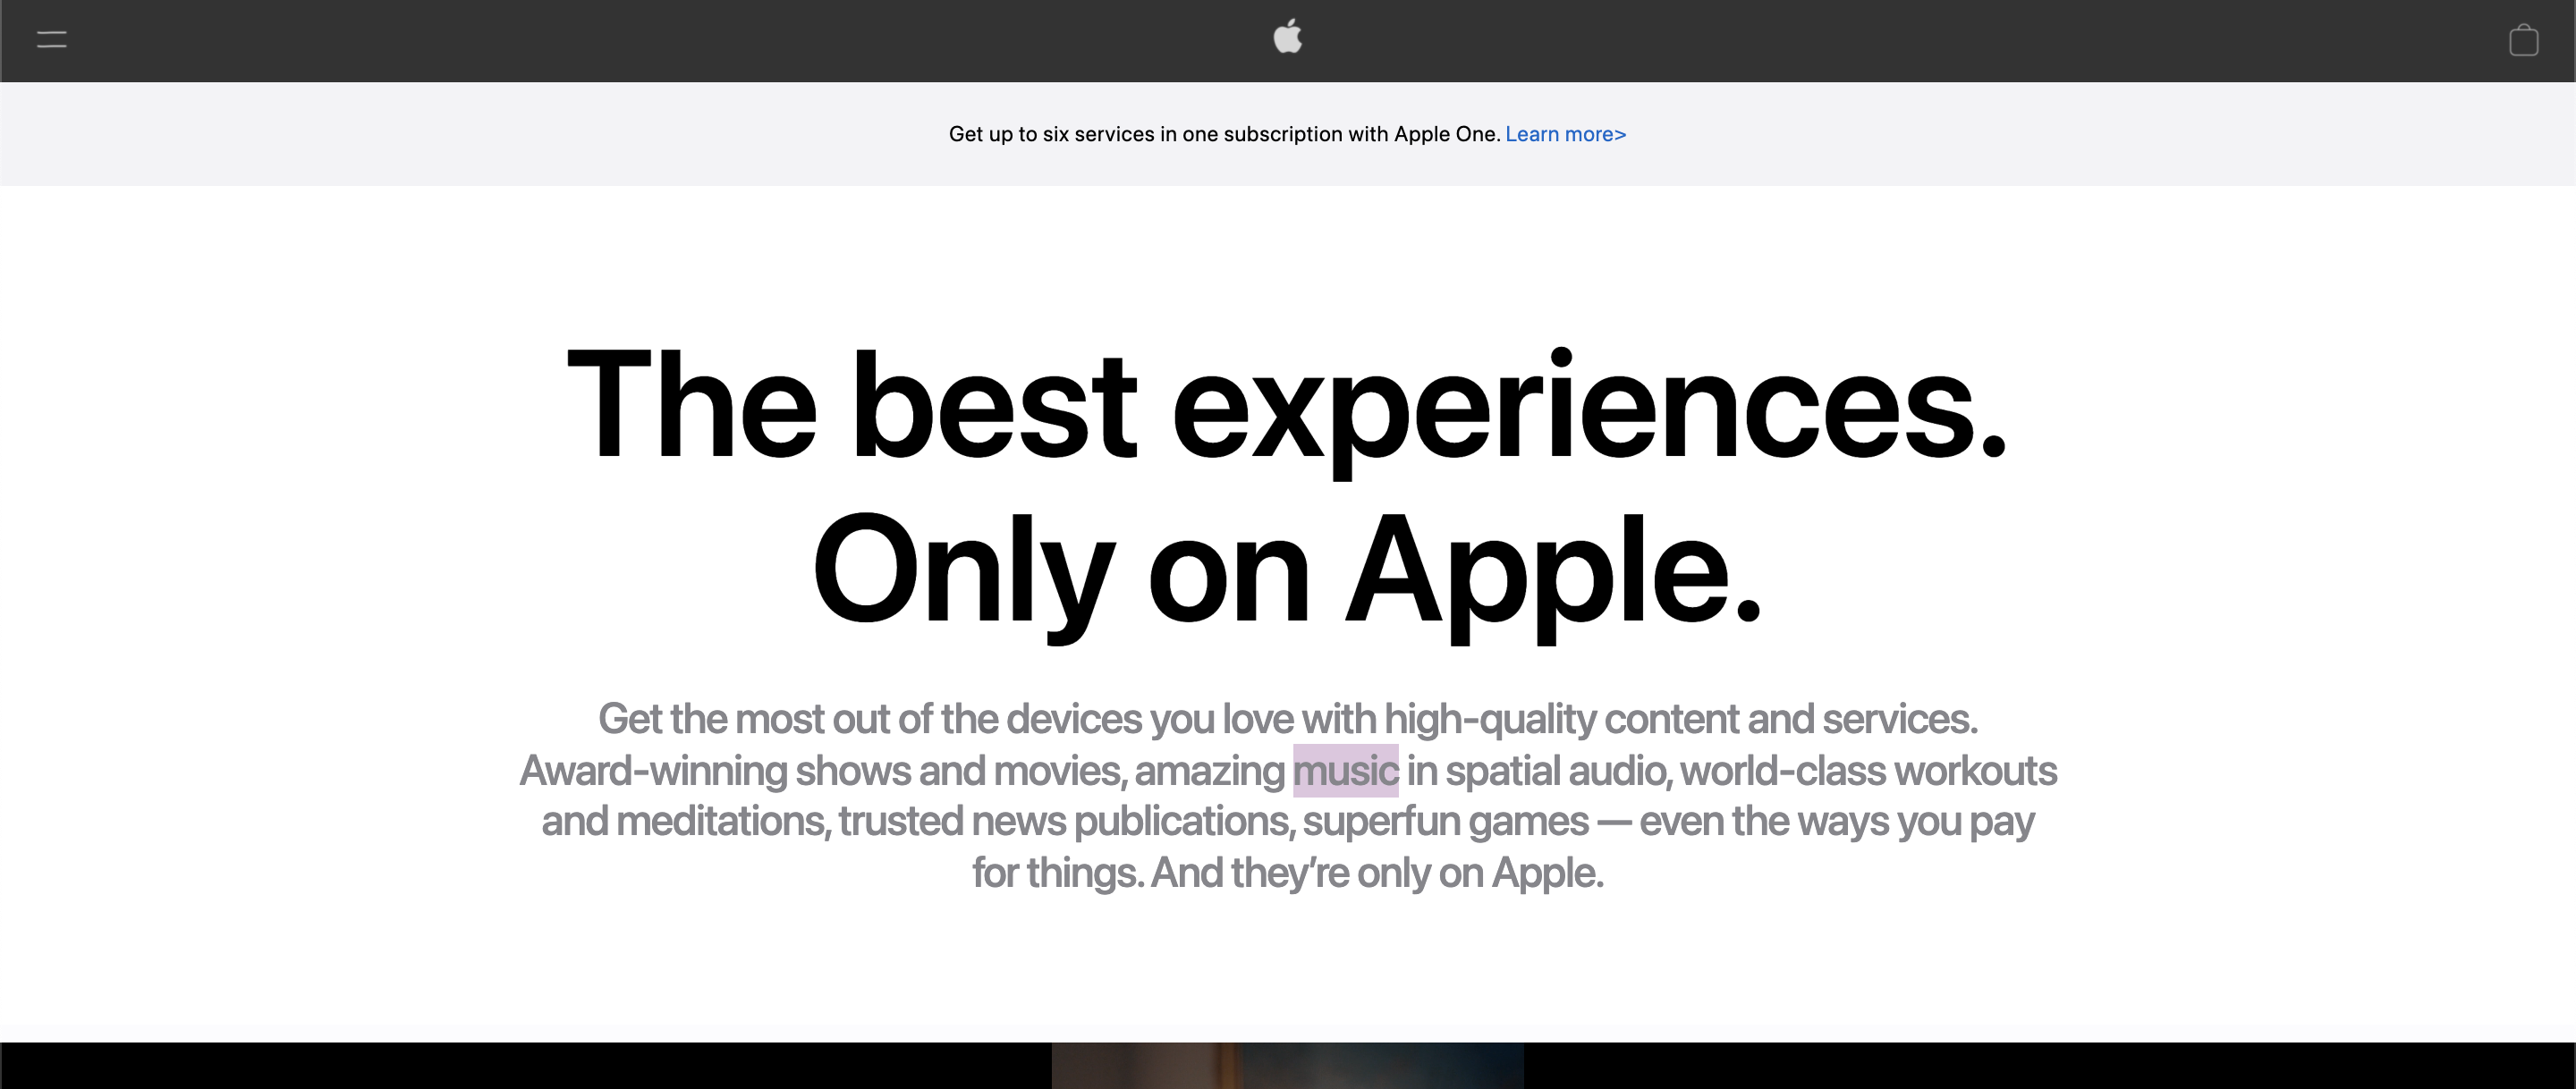 Get up to six services in one subscription with Apple One. Learn more>
The best experiences.
Only on Apple.
Get the most out of the devices you love with high-quality content and services.
Award-winning shows and movies, amazing music in spatial audio, world-class workouts
and meditations, trusted news publications, superfun games — even the ways you pay
for things. And they’re only on Apple.